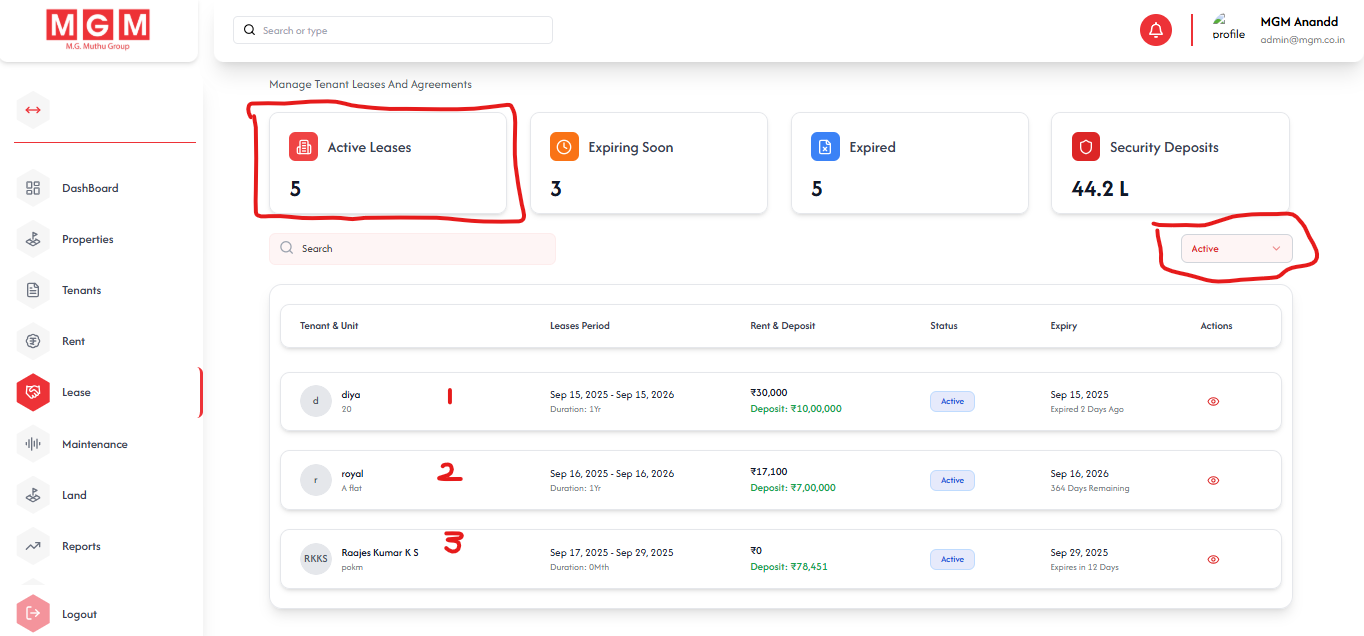 MGM
M.G. Muthu Group
Search or type
profile
MGM Anandd
admin@mgm.co.in
Manage Tenant Leases And Agreements
Active Leases
5
Expiring Soon
3
Expired
5
Security Deposits
44.2 L
Search
Active
DashBoard
Properties
Tenants
Rent
Lease
Maintenance
Land
Reports
Logout
Tenant & Unit Leases Period Rent & Deposit Status Expiry Actions
d diya 1 Sep 15, 2025 - Sep 15, 2026 ₹30,000 Active Sep 15, 2025
20 Duration: 1Yr Deposit: ₹10,00,000 Expired 2 Days Ago
r royal 2 Sep 16, 2025 - Sep 16, 2026 ₹17,100 Active Sep 16, 2026
A flat Duration: 1Yr Deposit: ₹7,00,000 364 Days Remaining
RKKS Raajes Kumar K S 3 Sep 17, 2025 - Sep 29, 2025 ₹0 Active Sep 29, 2025
pokm Duration: 0Mth Deposit: ₹78,451 Expires in 12 Days